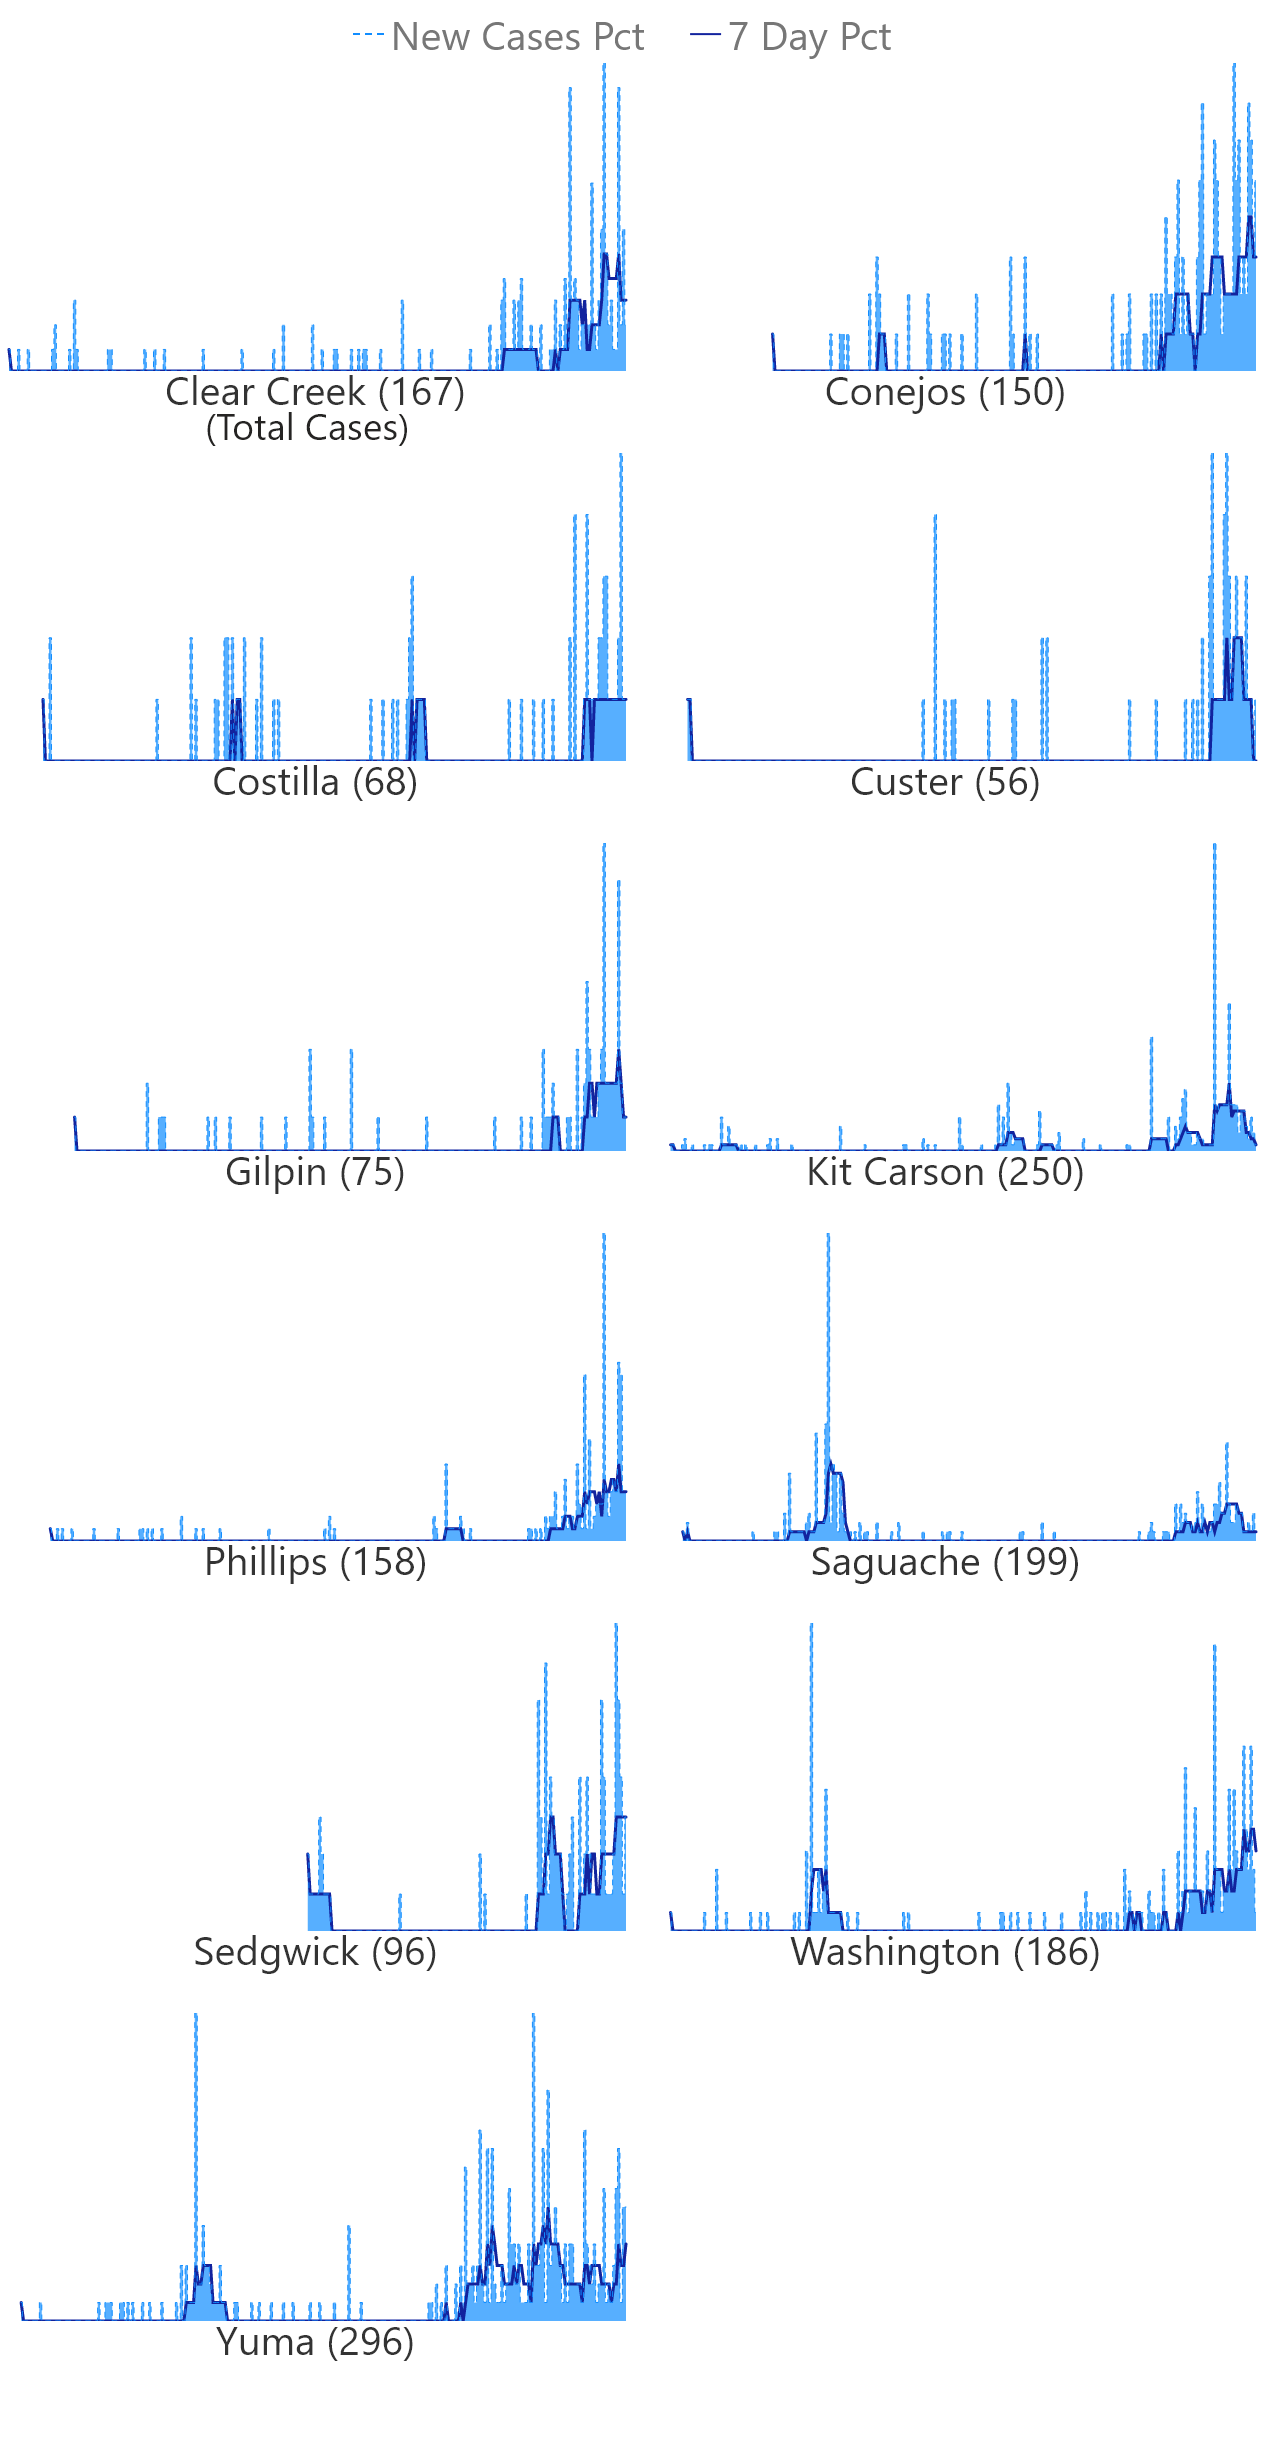 New Cases Pct 7 Day Pct
Clear Creek (167) Conejos (150)
(Total Cases)
Costilla (68) Custer (56)
Gilpin (75) Kit Carson (250)
Phillips (158) Saguache (199)
Sedgwick (96) Washington (186)
Yuma (296)